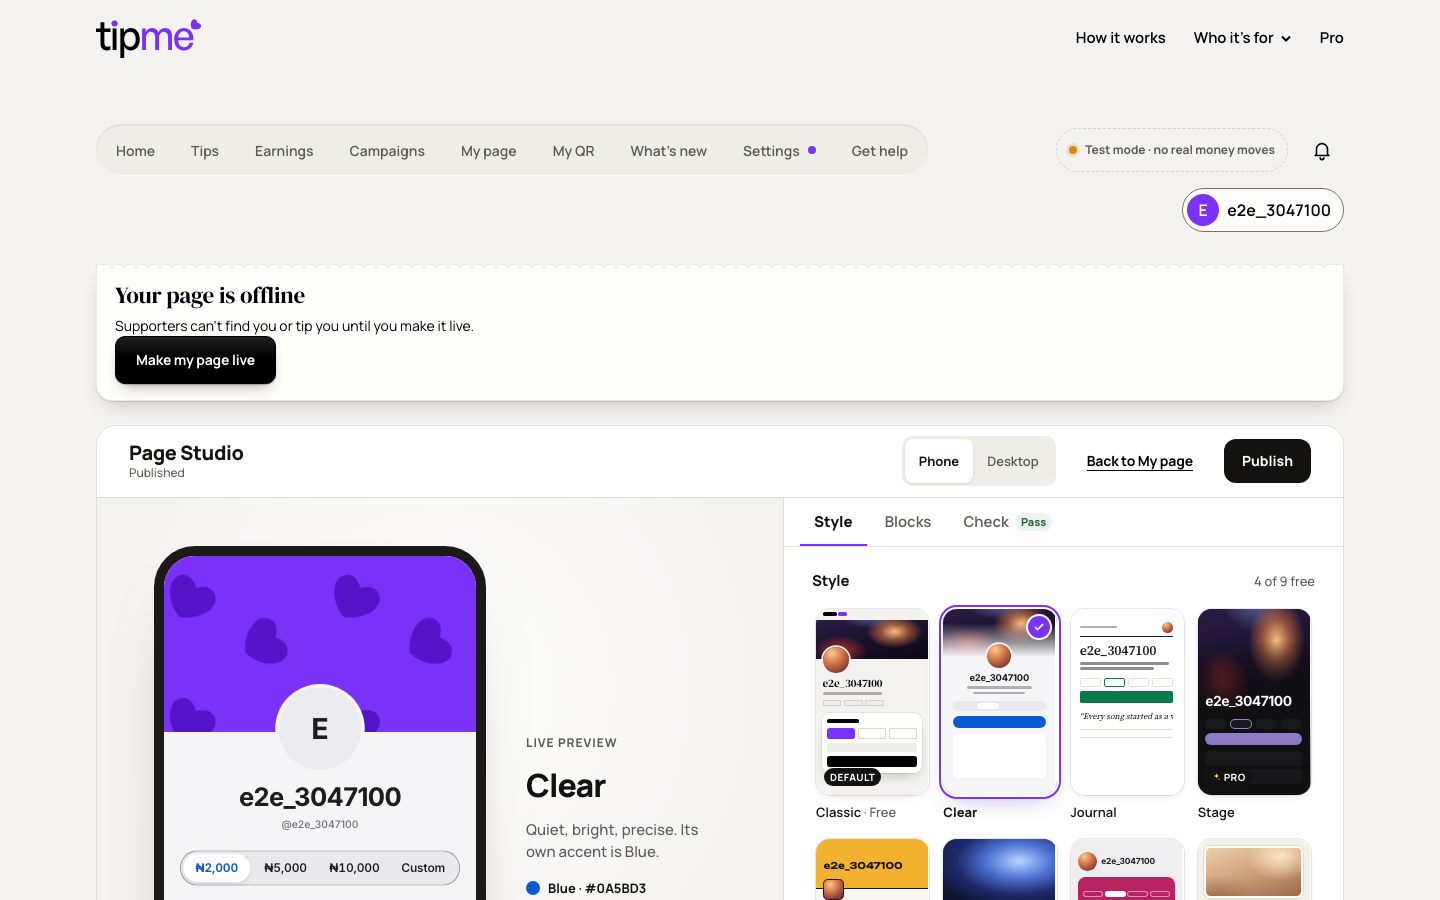 tipme
How it works
Who it's for
Pro
Home
Tips
Earnings
Campaigns
My page
My QR
What's new
Settings
Get help
Test mode · no real money moves
E
e2e_3047100
Your page is offline
Supporters can't find you or tip you until you make it live.
Make my page live
Page Studio
Published
Phone
Desktop
Back to My page
Publish
E
e2e_3047100
@e2e_3047100
₦2,000
₦5,000
₦10,000
Custom
LIVE PREVIEW
Clear
Quiet, bright, precise. Its
own accent is Blue.
Blue · #0A5BD3
Style
Blocks
Check
Pass
Style
4 of 9 free
e2e_3047100
DEFAULT
Classic · Free
e2e_3047100
Clear
e2e_3047100
"Every song started as a
Journal
e2e_3047100
PRO
Stage
e2e_3047100
e2e_3047100